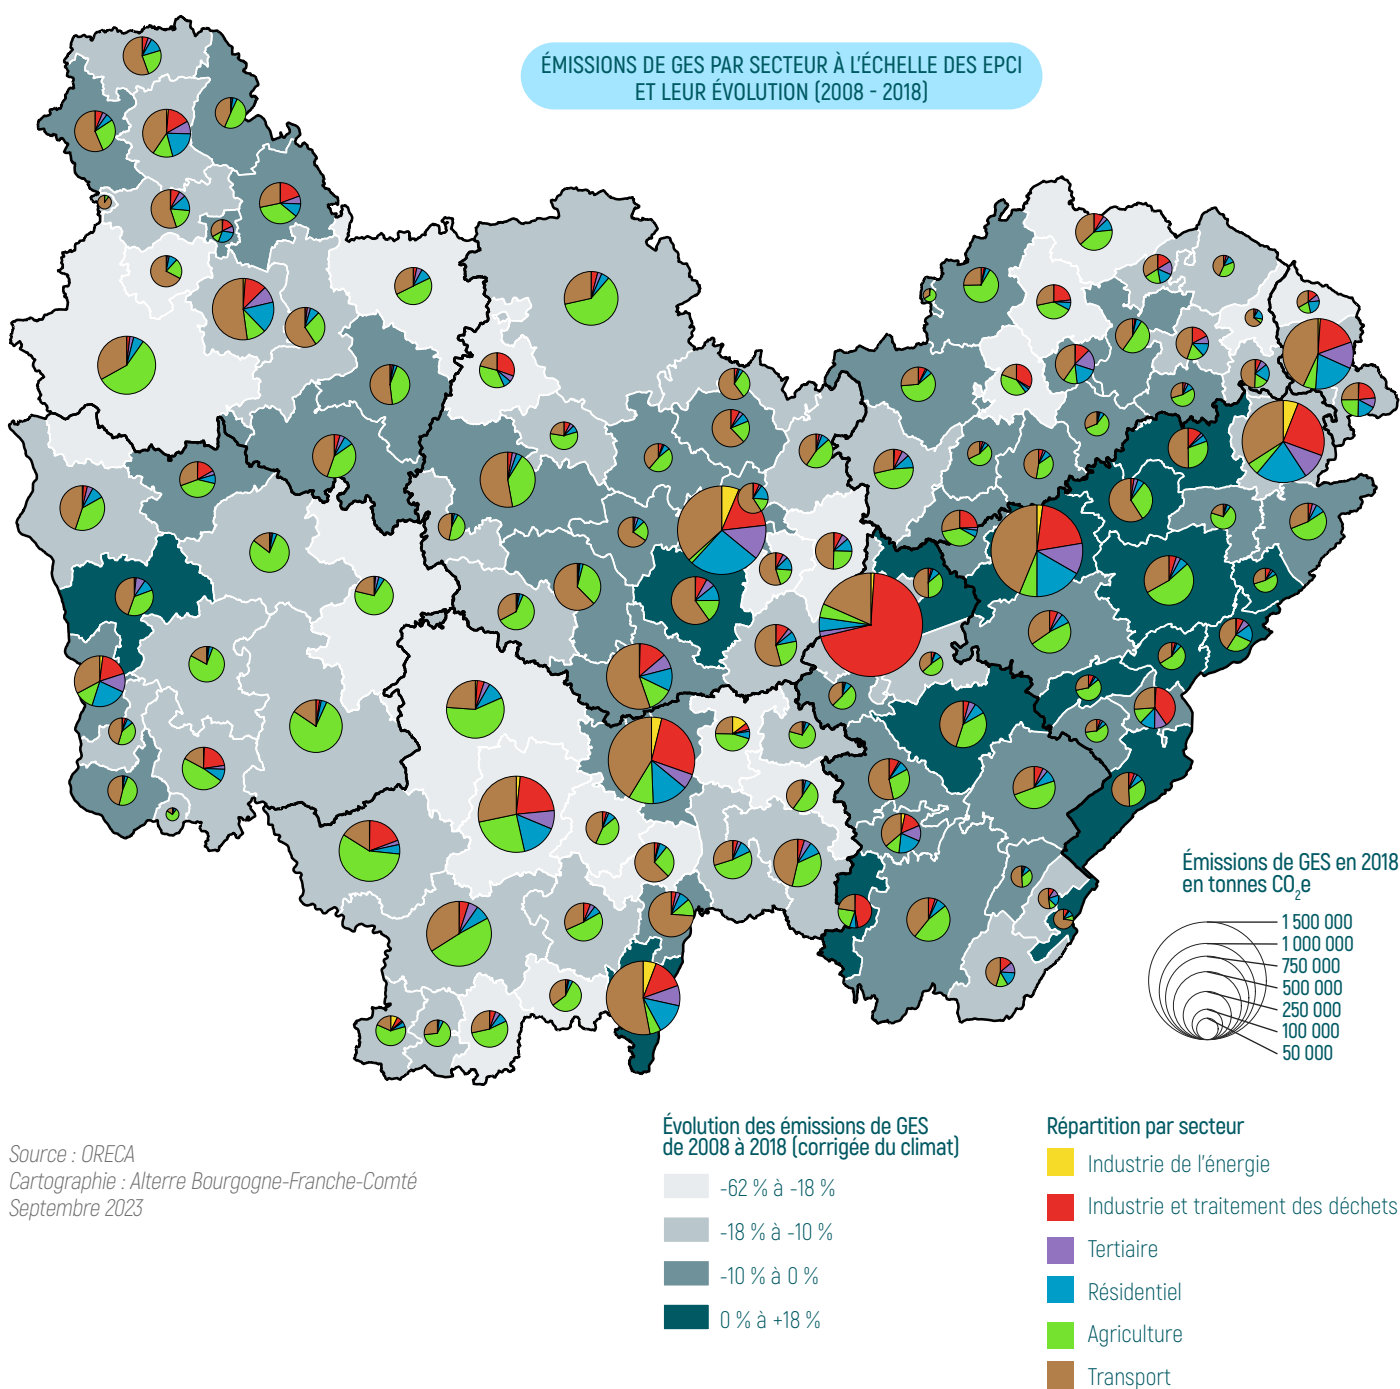 ÉMISSIONS DE GES PAR SECTEUR À L'ÉCHELLE DES EPCI
ET LEUR ÉVOLUTION (2008 - 2018)
Émissions de GES en 2018
en tonnes CO2e
1 500 000
1 000 000
750 000
500 000
250 000
100 000
50 000
Source : ORECA
Cartographie : Alterre Bourgogne-Franche-Comté
Septembre 2023
Évolution des émissions de GES
de 2008 à 2018 (corrigée du climat)
-62 % à -18 %
-18 % à -10 %
-10 % à 0 %
0 % à +18 %
Répartition par secteur
Industrie de l'énergie
Industrie et traitement des déchets
Tertiaire
Résidentiel
Agriculture
Transport